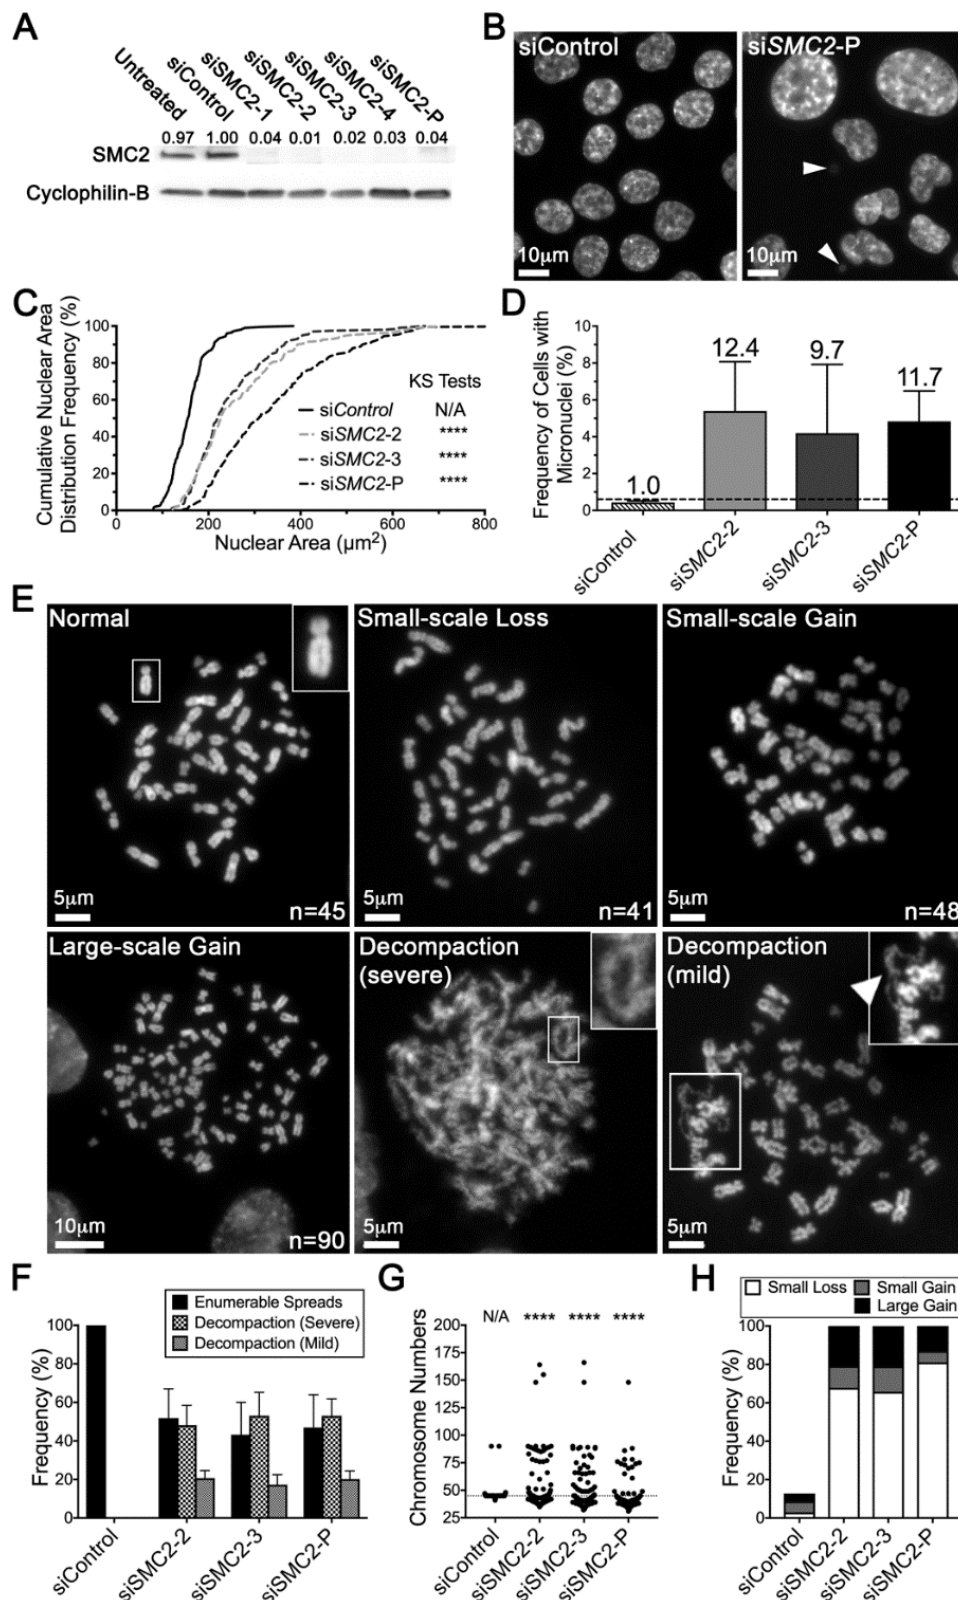 A
Untreated
siControl
siSMC2-1
siSMC2-2
siSMC2-3
siSMC2-4
siSMC2-P
0.97 1.00 0.04 0.01 0.02 0.03 0.04
SMC2
Cyclophilin-B
B
siControl
siSMC2-P
10µm
10µm
C
Cumulative Nuclear Area
Distribution Frequency (%)
100
80
60
40
20
0
0 200 400 600 800
Nuclear Area (µm²)
KS Tests
siControl N/A
siSMC2-2 ****
siSMC2-3 ****
siSMC2-P ****
D
Frequency of Cells with
Micronuclei (%)
10
8
6
4
2
0
1.0
12.4
9.7
11.7
siControl
siSMC2-2
siSMC2-3
siSMC2-P
E
Normal
5µm
n=45
Small-scale Loss
5µm
n=41
Small-scale Gain
5µm
n=48
Large-scale Gain
10µm
n=90
Decompaction
(severe)
5µm
Decompaction
(mild)
5µm
F
Enumerable Spreads
Decompaction (Severe)
Decompaction (Mild)
Frequency (%)
100
80
60
40
20
0
siControl
siSMC2-2
siSMC2-3
siSMC2-P
G
N/A **** **** ****
Chromosome Numbers
200
175
150
125
100
75
50
25
siControl
siSMC2-2
siSMC2-3
siSMC2-P
H
Small Loss
Small Gain
Large Gain
Frequency (%)
100
80
60
40
20
0
siControl
siSMC2-2
siSMC2-3
siSMC2-P